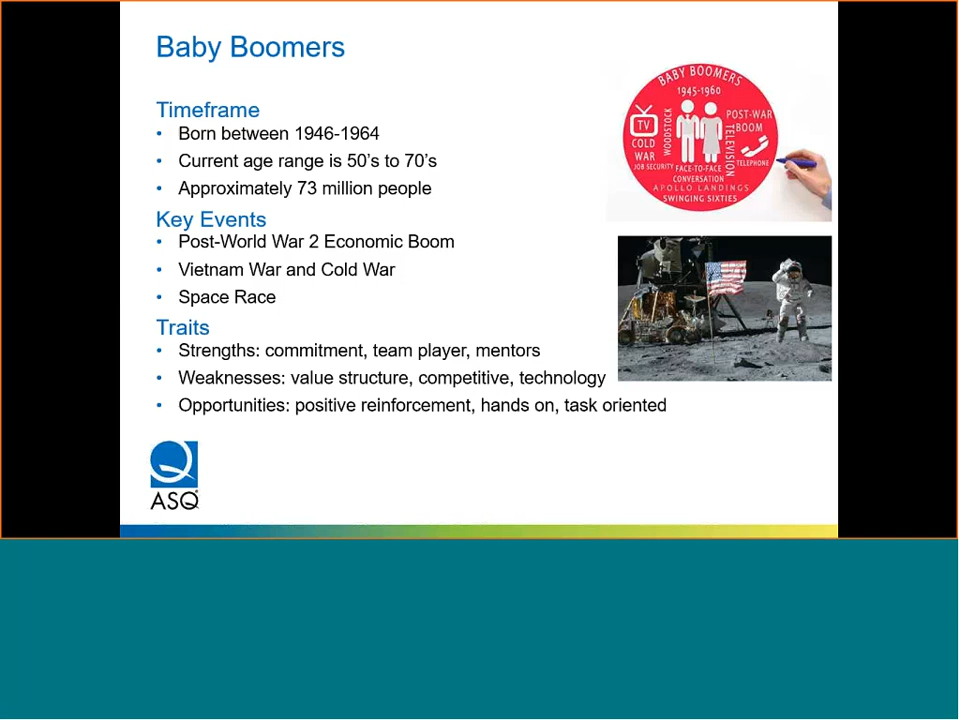 Baby Boomers
Timeframe
• Born between 1946-1964
• Current age range is 50's to 70's
• Approximately 73 million people
Key Events
• Post-World War 2 Economic Boom
• Vietnam War and Cold War
• Space Race
Traits
• Strengths: commitment, team player, mentors
• Weaknesses: value structure, competitive, technology
• Opportunities: positive reinforcement, hands on, task oriented
BABY BOOMERS
1945-1960
TV
COLD
WAR
JOB SECURITY
WOODSTOCK
POST-WAR
BOOM
TELEVISION
TELEPHONE
FACE-TO-FACE
CONVERSATION
APOLLO LANDINGS
SWINGING SIXTIES
ASQ